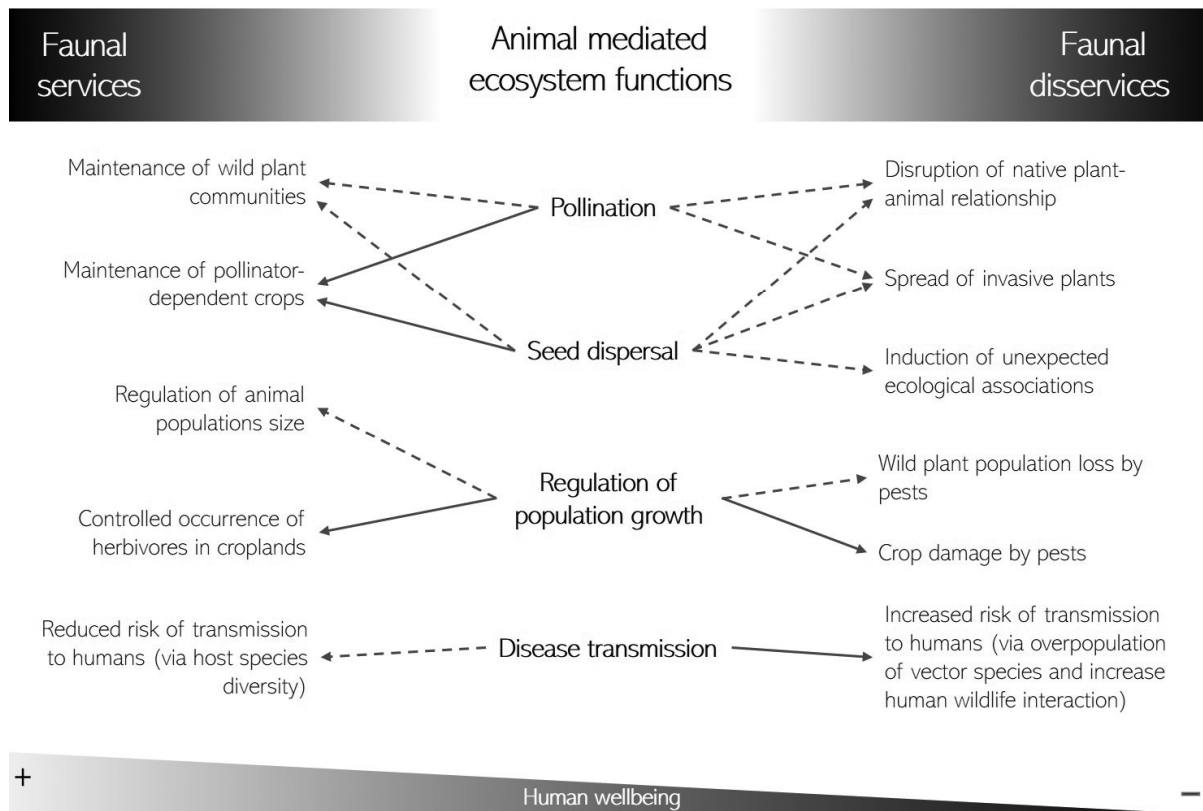 Faunal
services
Animal mediated
ecosystem functions
Faunal
disservices
Maintenance of wild plant
communities
Maintenance of pollinator-
dependent crops
Regulation of animal
populations size
Controlled occurrence of
herbivores in croplands
Reduced risk of transmission
to humans (via host species
diversity)
Pollination
Seed dispersal
Regulation of
population growth
Disease transmission
Disruption of native plant-
animal relationship
Spread of invasive plants
Induction of unexpected
ecological associations
Wild plant population loss by
pests
Crop damage by pests
Increased risk of transmission
to humans (via overpopulation
of vector species and increase
human wildlife interaction)
+
Human wellbeing
−